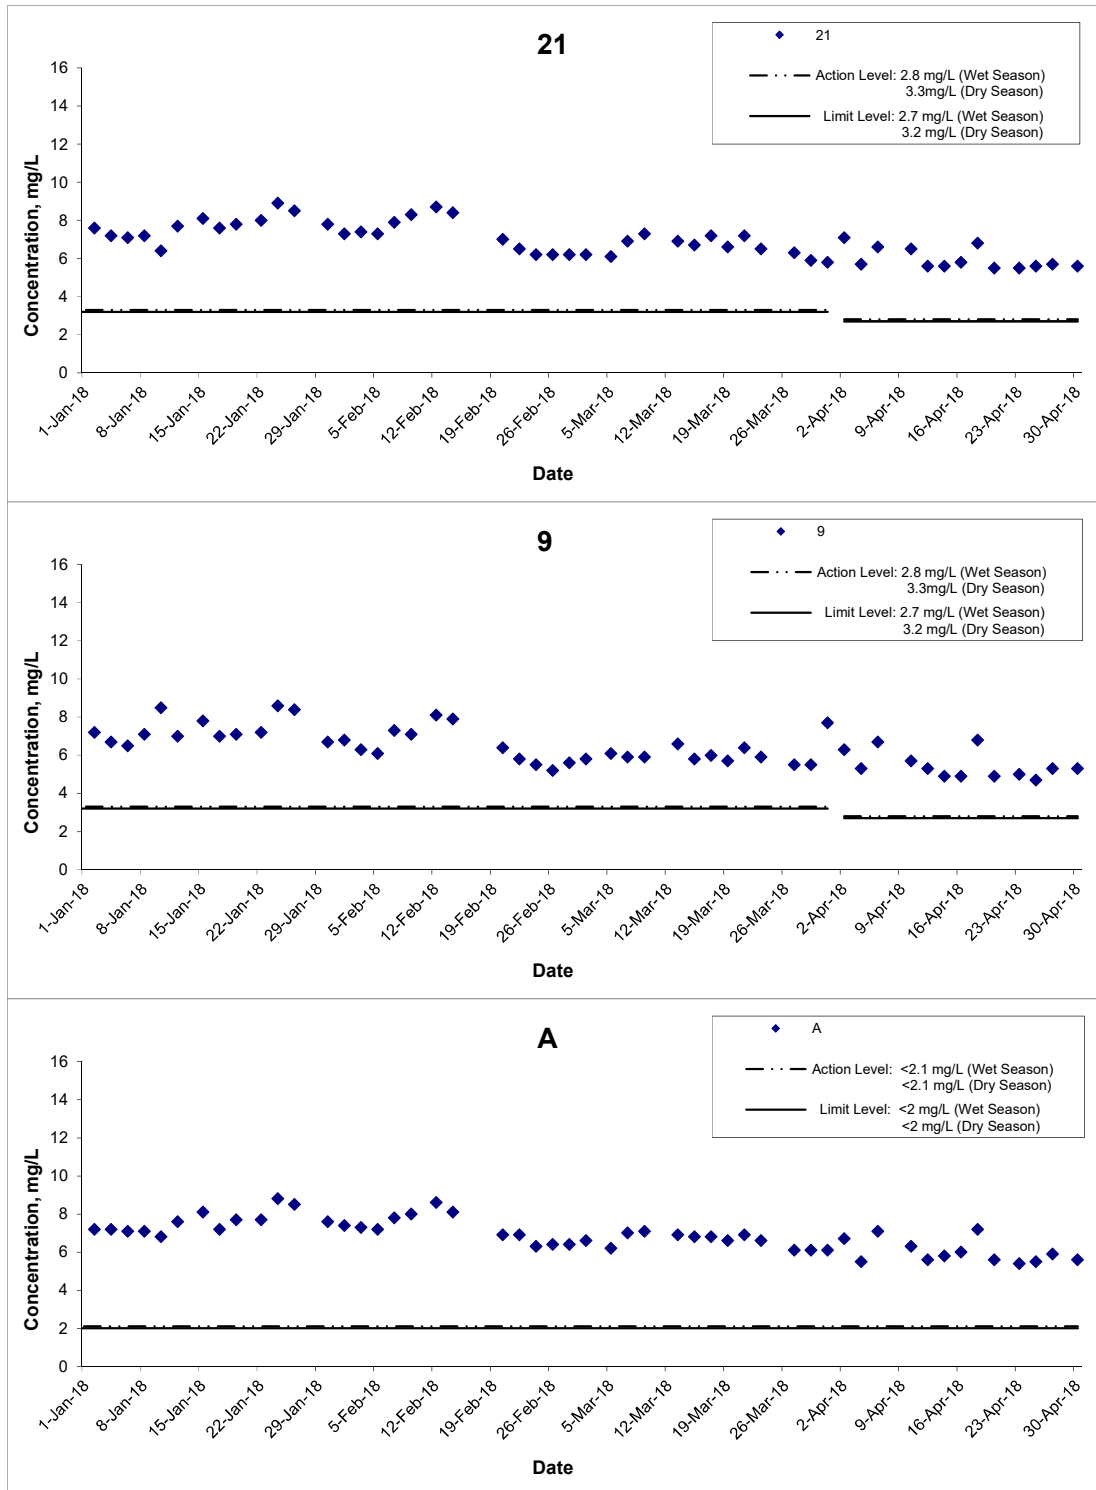 21
21
Action Level: 2.8 mg/L (Wet Season)
3.3mg/L (Dry Season)
Limit Level: 2.7 mg/L (Wet Season)
3.2 mg/L (Dry Season)
Concentration, mg/L
16
14
12
10
8
6
4
2
0
1-Jan-18
8-Jan-18
15-Jan-18
22-Jan-18
29-Jan-18
5-Feb-18
12-Feb-18
19-Feb-18
26-Feb-18
5-Mar-18
12-Mar-18
19-Mar-18
26-Mar-18
2-Apr-18
9-Apr-18
16-Apr-18
23-Apr-18
30-Apr-18
Date
9
9
Action Level: 2.8 mg/L (Wet Season)
3.3mg/L (Dry Season)
Limit Level: 2.7 mg/L (Wet Season)
3.2 mg/L (Dry Season)
Concentration, mg/L
16
14
12
10
8
6
4
2
0
1-Jan-18
8-Jan-18
15-Jan-18
22-Jan-18
29-Jan-18
5-Feb-18
12-Feb-18
19-Feb-18
26-Feb-18
5-Mar-18
12-Mar-18
19-Mar-18
26-Mar-18
2-Apr-18
9-Apr-18
16-Apr-18
23-Apr-18
30-Apr-18
Date
A
A
Action Level: <2.1 mg/L (Wet Season)
<2.1 mg/L (Dry Season)
Limit Level: <2 mg/L (Wet Season)
<2 mg/L (Dry Season)
Concentration, mg/L
16
14
12
10
8
6
4
2
0
1-Jan-18
8-Jan-18
15-Jan-18
22-Jan-18
29-Jan-18
5-Feb-18
12-Feb-18
19-Feb-18
26-Feb-18
5-Mar-18
12-Mar-18
19-Mar-18
26-Mar-18
2-Apr-18
9-Apr-18
16-Apr-18
23-Apr-18
30-Apr-18
Date